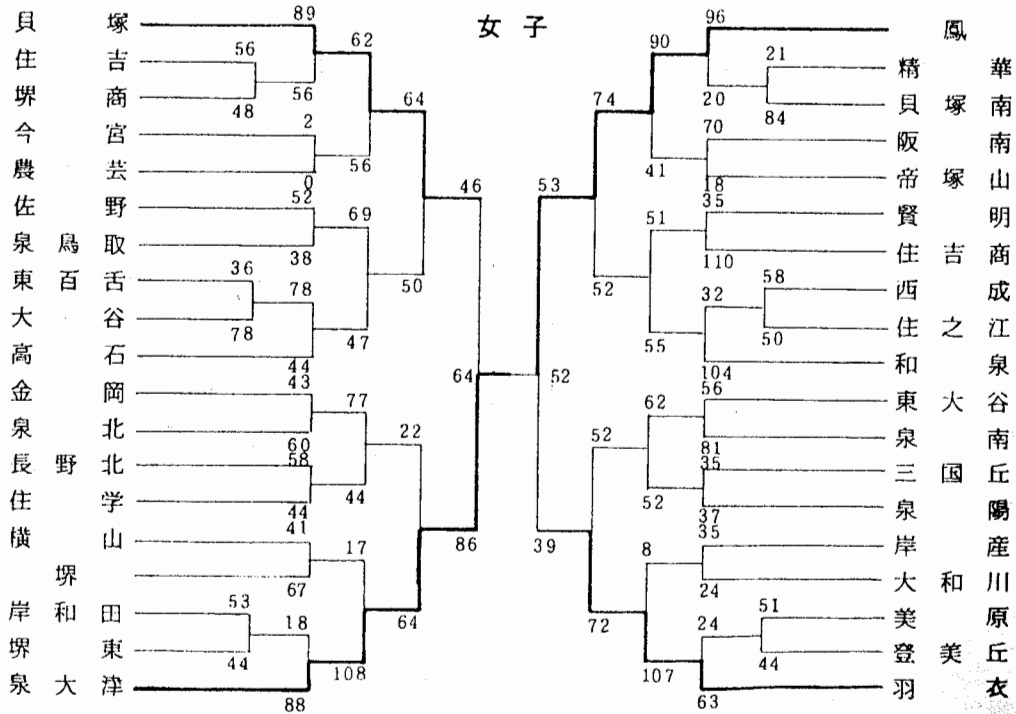 女子
貝塚
住吉
堺商
今宮
農芸
佐野
泉鳥取
東百舌
大谷
高石
金岡
泉北
長野北
住学
横山
堺
岸和田
堺東
泉大津
89
56
48
56
2
0
52
38
36
78
78
44
43
60
58
44
41
67
53
44
18
88
62
56
69
47
77
44
17
108
64
50
22
64
46
86
64
52
53
39
74
52
52
72
90
41
51
55
62
52
8
107
96
20
21
84
70
18
35
110
32
58
50
104
56
81
35
37
35
24
24
51
44
63
鳳
精華
貝塚南
阪南
帝塚山
賢明
住吉商
西成
住之江
和泉
東大谷
泉南
三国丘
泉陽
岸産
大和川
美原
登美丘
羽衣